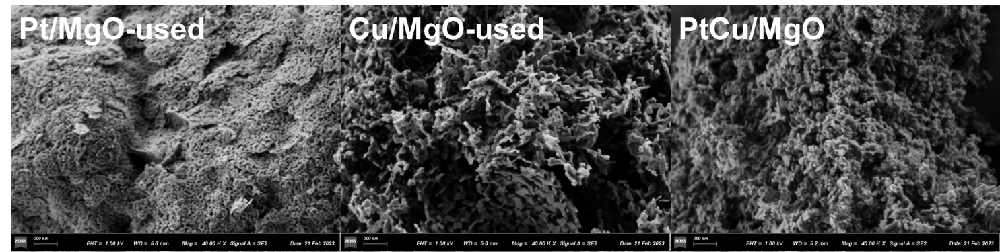 Pt/MgO-used
Cu/MgO-used
PtCu/MgO
ZEISS 200 nm EHT = 1.00 kV WD = 5.0 mm Mag = 40.00 K X Signal A = SE2 Date: 21 Feb 2023
ZEISS 200 nm EHT = 1.00 kV WD = 5.0 mm Mag = 40.00 K X Signal A = SE2 Date: 21 Feb 2023
ZEISS 200 nm EHT = 1.00 kV WD = 5.2 mm Mag = 40.00 K X Signal A = SE2 Date: 21 Feb 2023